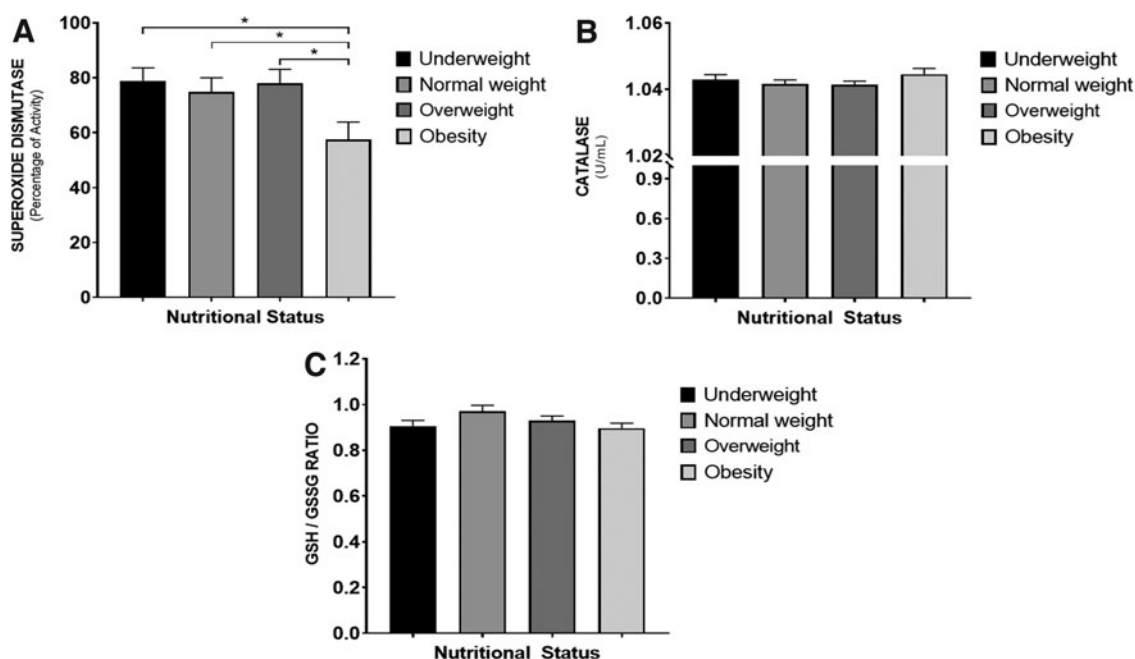 A
SUPEROXIDE DISMUTASE
(Percentage of Activity)
100
80
60
40
20
0
*
*
*
Nutritional Status
Underweight
Normal weight
Overweight
Obesity
B
CATALASE
(U/mL)
1.06
1.04
1.02
0.9
0.6
0.3
0.0
Nutritional Status
Underweight
Normal weight
Overweight
Obesity
C
GSH / GSSG RATIO
1.2
1.0
0.8
0.6
0.4
0.2
0.0
Nutritional Status
Underweight
Normal weight
Overweight
Obesity